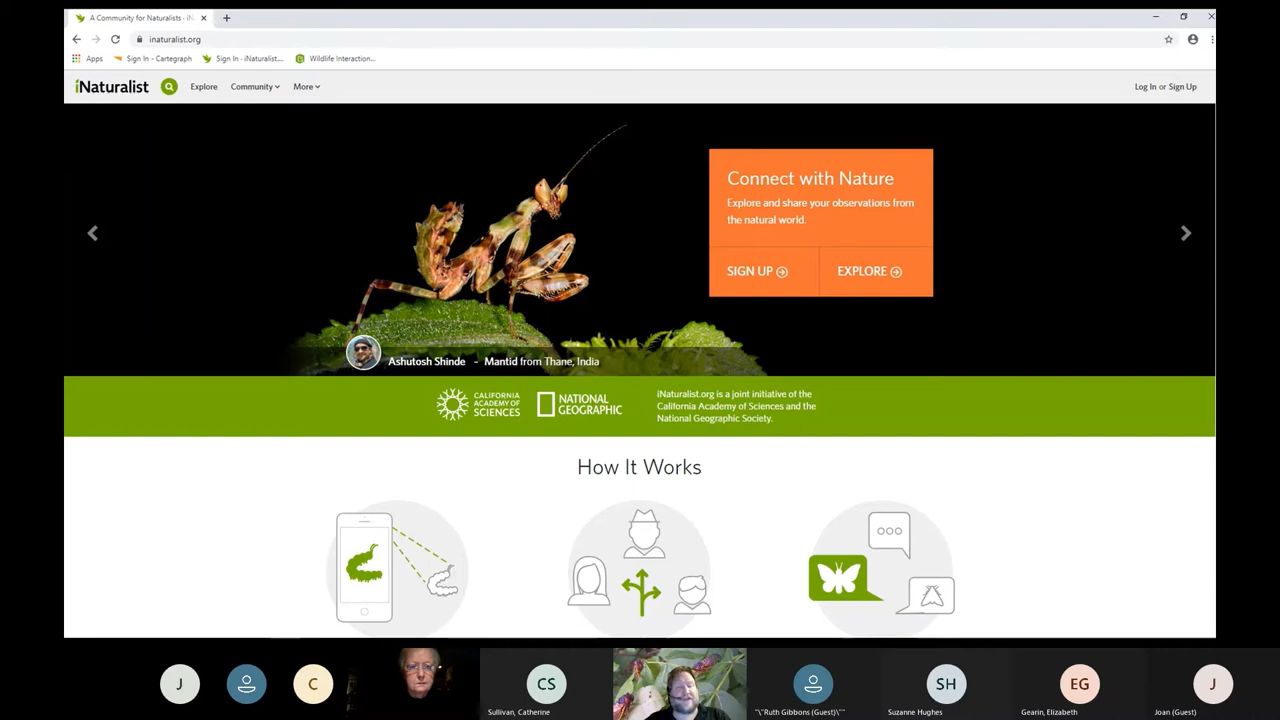 A Community for Naturalists · iN
inaturalist.org
Apps
Sign In - Cartegraph
Sign In · iNaturalist....
Wildlife Interaction...
iNaturalist
Explore
Community
More
Log In or Sign Up
Connect with Nature
Explore and share your observations from
the natural world.
SIGN UP
EXPLORE
Ashutosh Shinde - Mantid from Thane, India
CALIFORNIA
ACADEMY OF
SCIENCES
NATIONAL
GEOGRAPHIC
iNaturalist.org is a joint initiative of the
California Academy of Sciences and the
National Geographic Society.
How It Works
J
C
CS
SH
EG
J
Sullivan, Catherine
"\"Ruth Gibbons (Guest)\""
Suzanne Hughes
Gearin, Elizabeth
Joan (Guest)